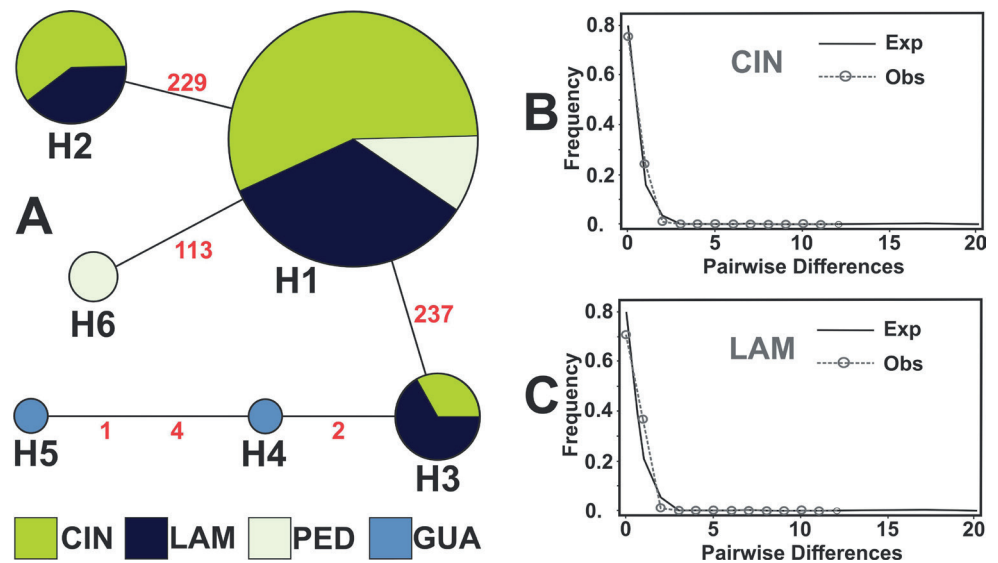 A
H2
229
H1
113
H6
237
H5
1
4
H4
2
H3
CIN
LAM
PED
GUA
B
Frequency
0.8
0.6
0.4
0.2
0.
CIN
Exp
Obs
0
5
10
15
20
Pairwise Differences
C
Frequency
0.8
0.6
0.4
0.2
0.
LAM
Exp
Obs
0
5
10
15
20
Pairwise Differences